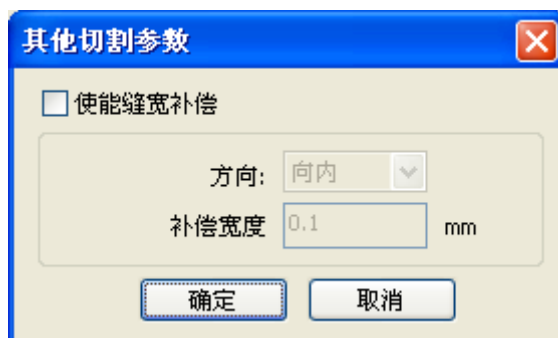 其他切割参数
使能缝宽补偿
方向: 向内
补偿宽度 0.1 mm
确定 取消